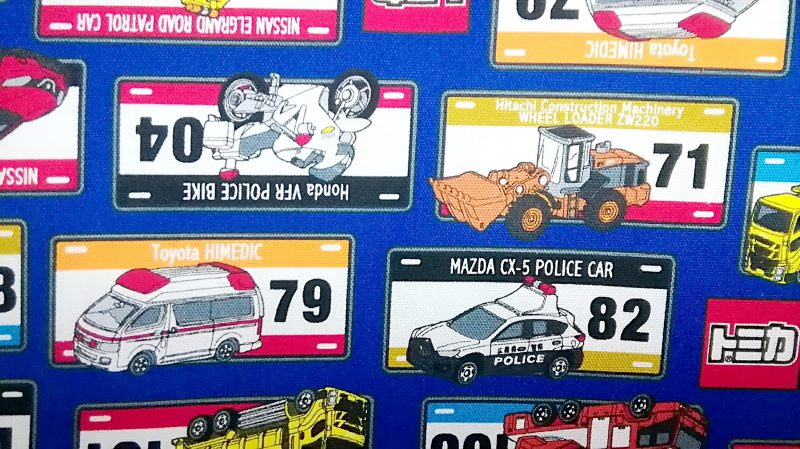 NISSAN ELGRAND ROAD PATROL CAR
Toyota HIMEDIC
04
Honda VFR POLICE BIKE
Hitachi Construction Machinery
WHEEL LOADER ZW220
71
NISSAN
Toyota HIMEDIC
79
MAZDA CX-5 POLICE CAR
82
POLICE
トミカ